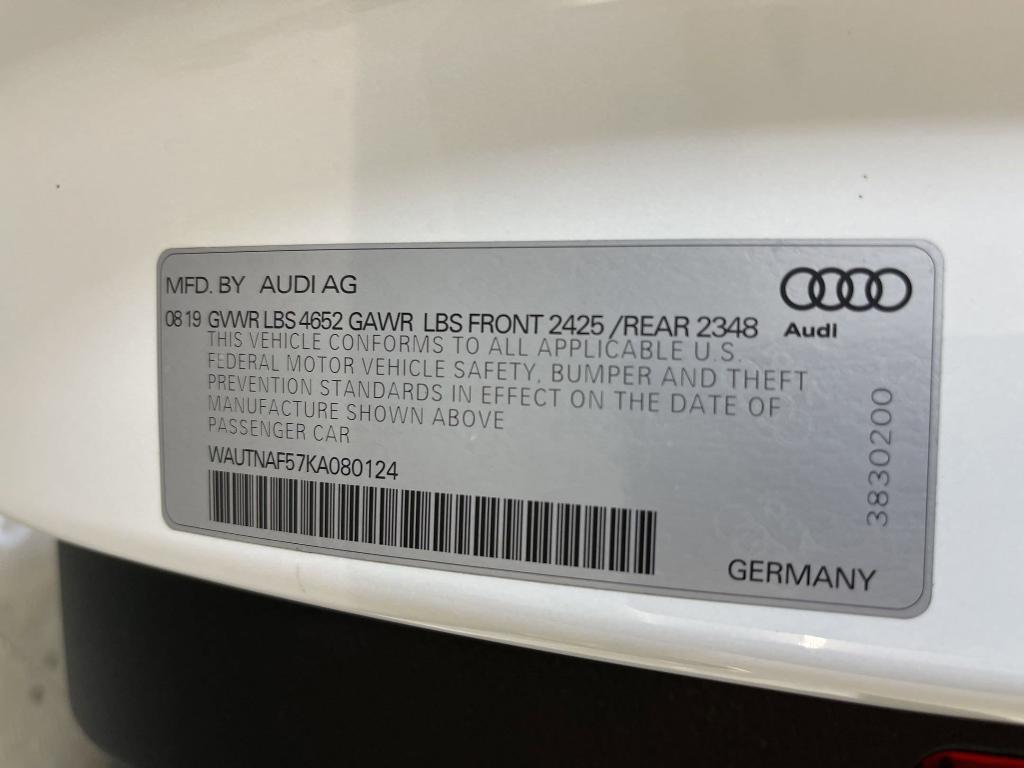 MFD. BY AUDI AG
08 19 GVWR LBS 4652 GAWR LBS FRONT 2425 /REAR 2348
Audi
THIS VEHICLE CONFORMS TO ALL APPLICABLE U.S.
FEDERAL MOTOR VEHICLE SAFETY, BUMPER AND THEFT
PREVENTION STANDARDS IN EFFECT ON THE DATE OF
MANUFACTURE SHOWN ABOVE
PASSENGER CAR
WAUTNAF57KA080124
3830200
GERMANY